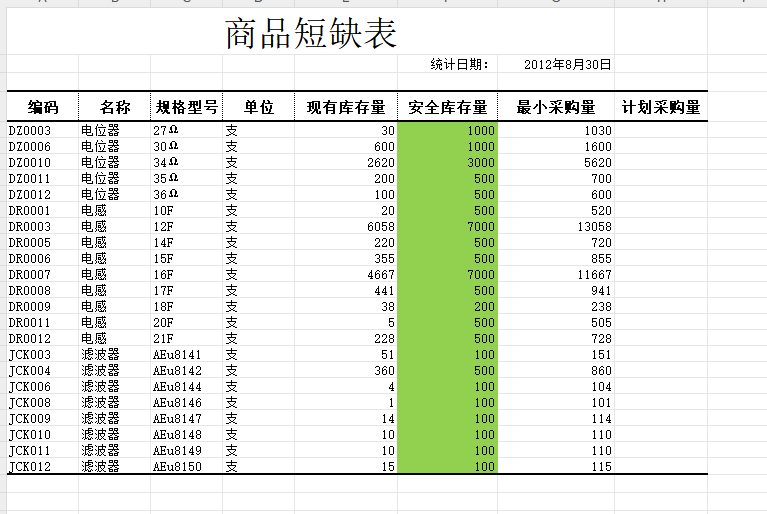 商品短缺表
统计日期： 2012年8月30日
编码 名称 规格型号 单位 现有库存量 安全库存量 最小采购量 计划采购量
DZ0003 电位器 27Ω 支 30 1000 1030
DZ0006 电位器 30Ω 支 600 1000 1600
DZ0010 电位器 34Ω 支 2620 3000 5620
DZ0011 电位器 35Ω 支 200 500 700
DZ0012 电位器 36Ω 支 100 500 600
DR0001 电感 10F 支 20 500 520
DR0003 电感 12F 支 6058 7000 13058
DR0005 电感 14F 支 220 500 720
DR0006 电感 15F 支 355 500 855
DR0007 电感 16F 支 4667 7000 11667
DR0008 电感 17F 支 441 500 941
DR0009 电感 18F 支 38 200 238
DR0011 电感 20F 支 5 500 505
DR0012 电感 21F 支 228 500 728
JCK003 滤波器 AEu8141 支 51 100 151
JCK004 滤波器 AEu8142 支 360 500 860
JCK006 滤波器 AEu8144 支 4 100 104
JCK008 滤波器 AEu8146 支 1 100 101
JCK009 滤波器 AEu8147 支 14 100 114
JCK010 滤波器 AEu8148 支 10 100 110
JCK011 滤波器 AEu8149 支 10 100 110
JCK012 滤波器 AEu8150 支 15 100 115